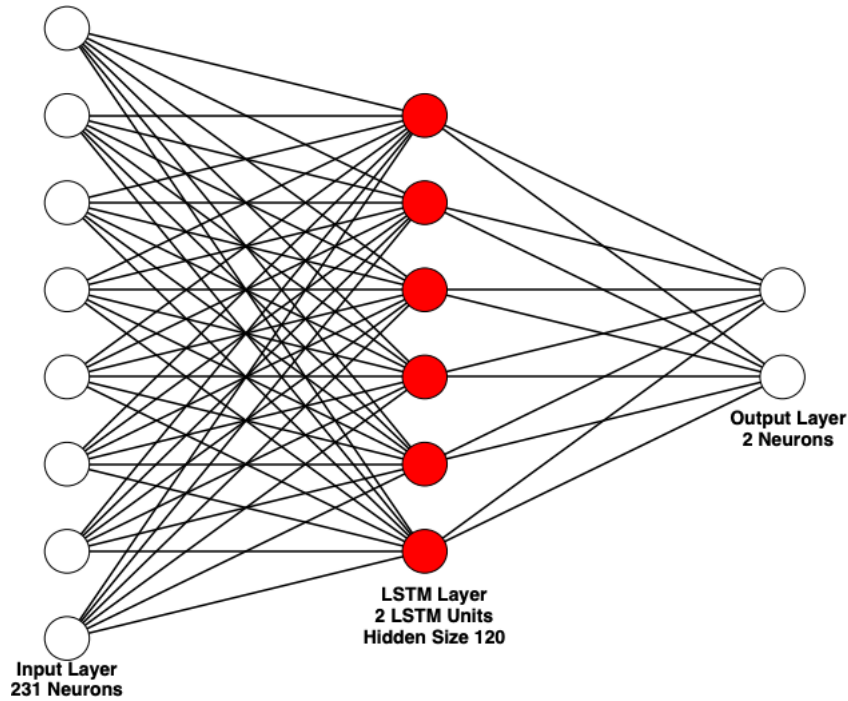 Input Layer
231 Neurons
LSTM Layer
2 LSTM Units
Hidden Size 120
Output Layer
2 Neurons